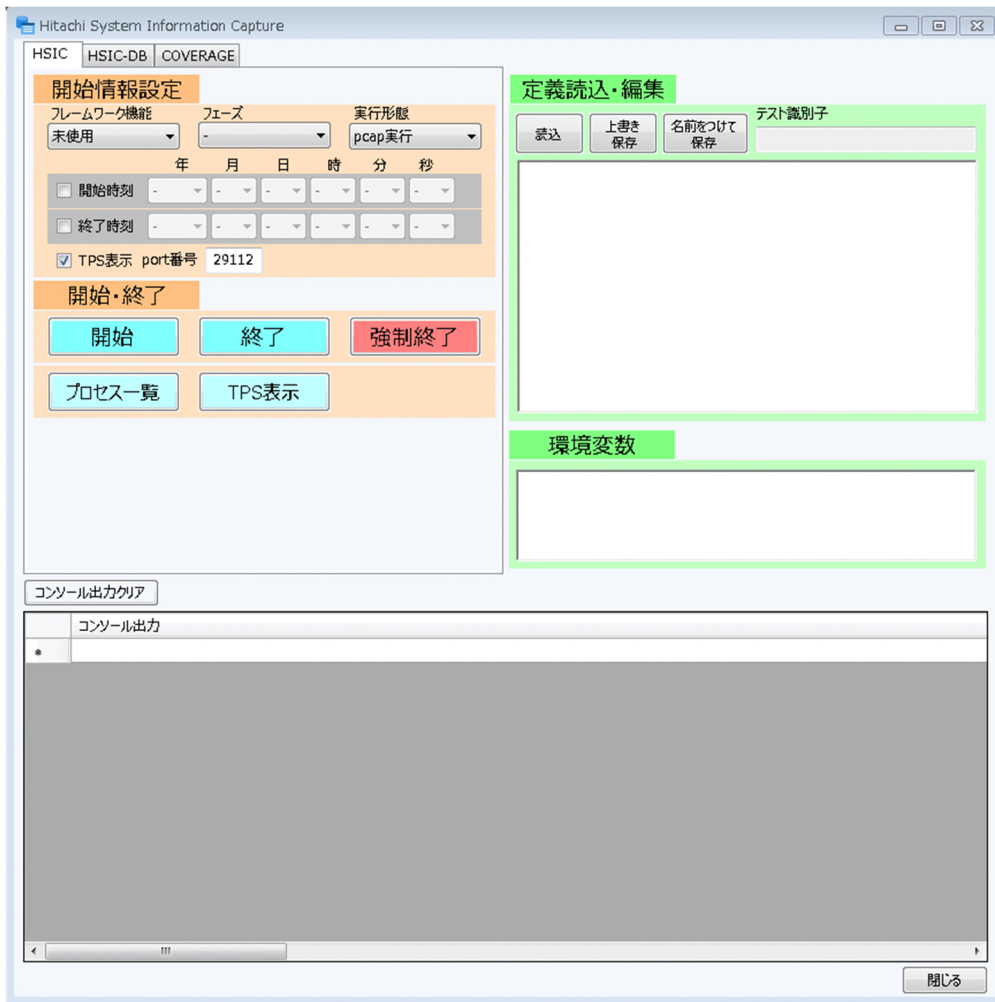 Hitachi System Information Capture
HSIC HSIC-DB COVERAGE
開始情報設定
フレームワーク機能 フェーズ 実行形態
未使用 - pcap実行
年 月 日 時 分 秒
開始時刻 - - - - - -
終了時刻 - - - - - -
TPS表示 port番号 29112
開始・終了
開始 終了 強制終了
プロセス一覧 TPS表示
定義読込・編集
読込 上書き保存 名前をつけて保存 テスト識別子
環境変数
コンソール出力クリア
コンソール出力
*
閉じる